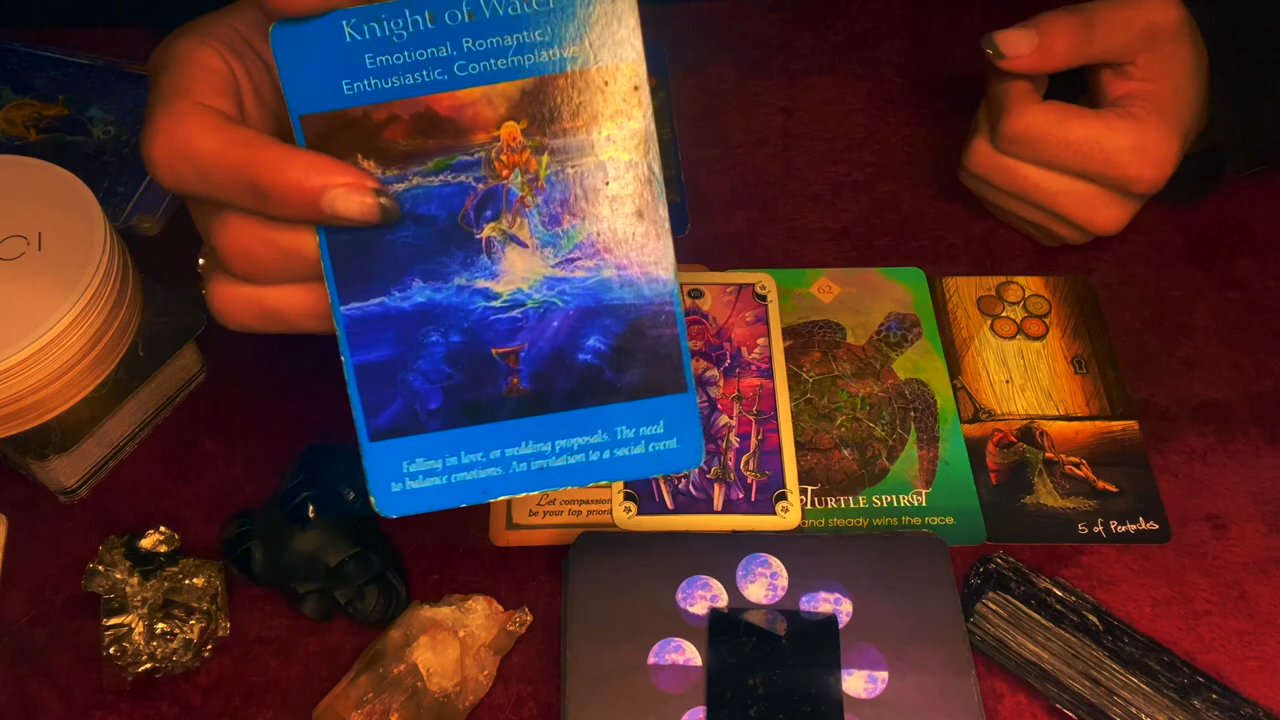 Knight of Water
Emotional, Romantic,
Enthusiastic, Contemplative
Falling in love, or wedding proposals. The need
to balance emotions. An invitation to a social event.
VIII
62
Let compassion
be your top priorit
TURTLE SPIRIT
and steady wins the race.
5 of Pentacles